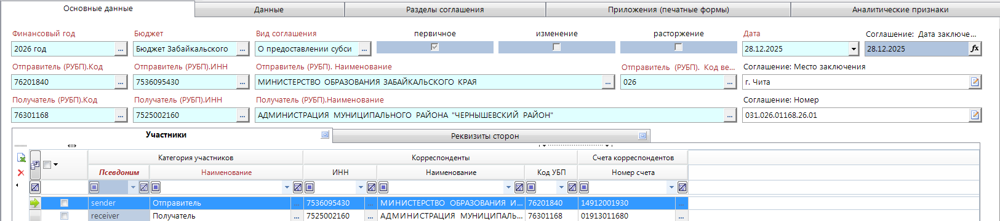 Основные данные Данные Разделы соглашения Приложения (печатные формы) Аналитические признаки
Финансовый год Бюджет Вид соглашения первичное изменение расторжение Дата Соглашение: Дата заключе...
2026 год ... Бюджет Забайкальского ... О предоставлении субси ... 28.12.2025 28.12.2025 fx
Отправитель (РУБП).Код Отправитель (РУБП).ИНН Отправитель (РУБП). Наименование Отправитель (РУБП). Код ве... Соглашение: Место заключения
76201840 ... 7536095430 ... МИНИСТЕРСТВО ОБРАЗОВАНИЯ ЗАБАЙКАЛЬСКОГО КРАЯ ... 026 ... г. Чита
Получатель (РУБП).Код Получатель (РУБП).ИНН Получатель (РУБП).Наименование Соглашение: Номер
76301168 ... 7525002160 ... АДМИНИСТРАЦИЯ МУНИЦИПАЛЬНОГО РАЙОНА "ЧЕРНЫШЕВСКИЙ РАЙОН" ... 031.026.01168.26.01
Участники Реквизиты сторон
Категория участников Корреспонденты Счета корреспондентов
Псевдоним Наименование ИНН Наименование Код УБП Номер счета
sender Отправитель ... 7536095430 ... МИНИСТЕРСТВО ОБРАЗОВАНИЯ И... 76201840 14912001930 ...
receiver Получатель ... 7525002160 ... АДМИНИСТРАЦИЯ МУНИЦИПАЛЬ... 76301168 01913011680 ...